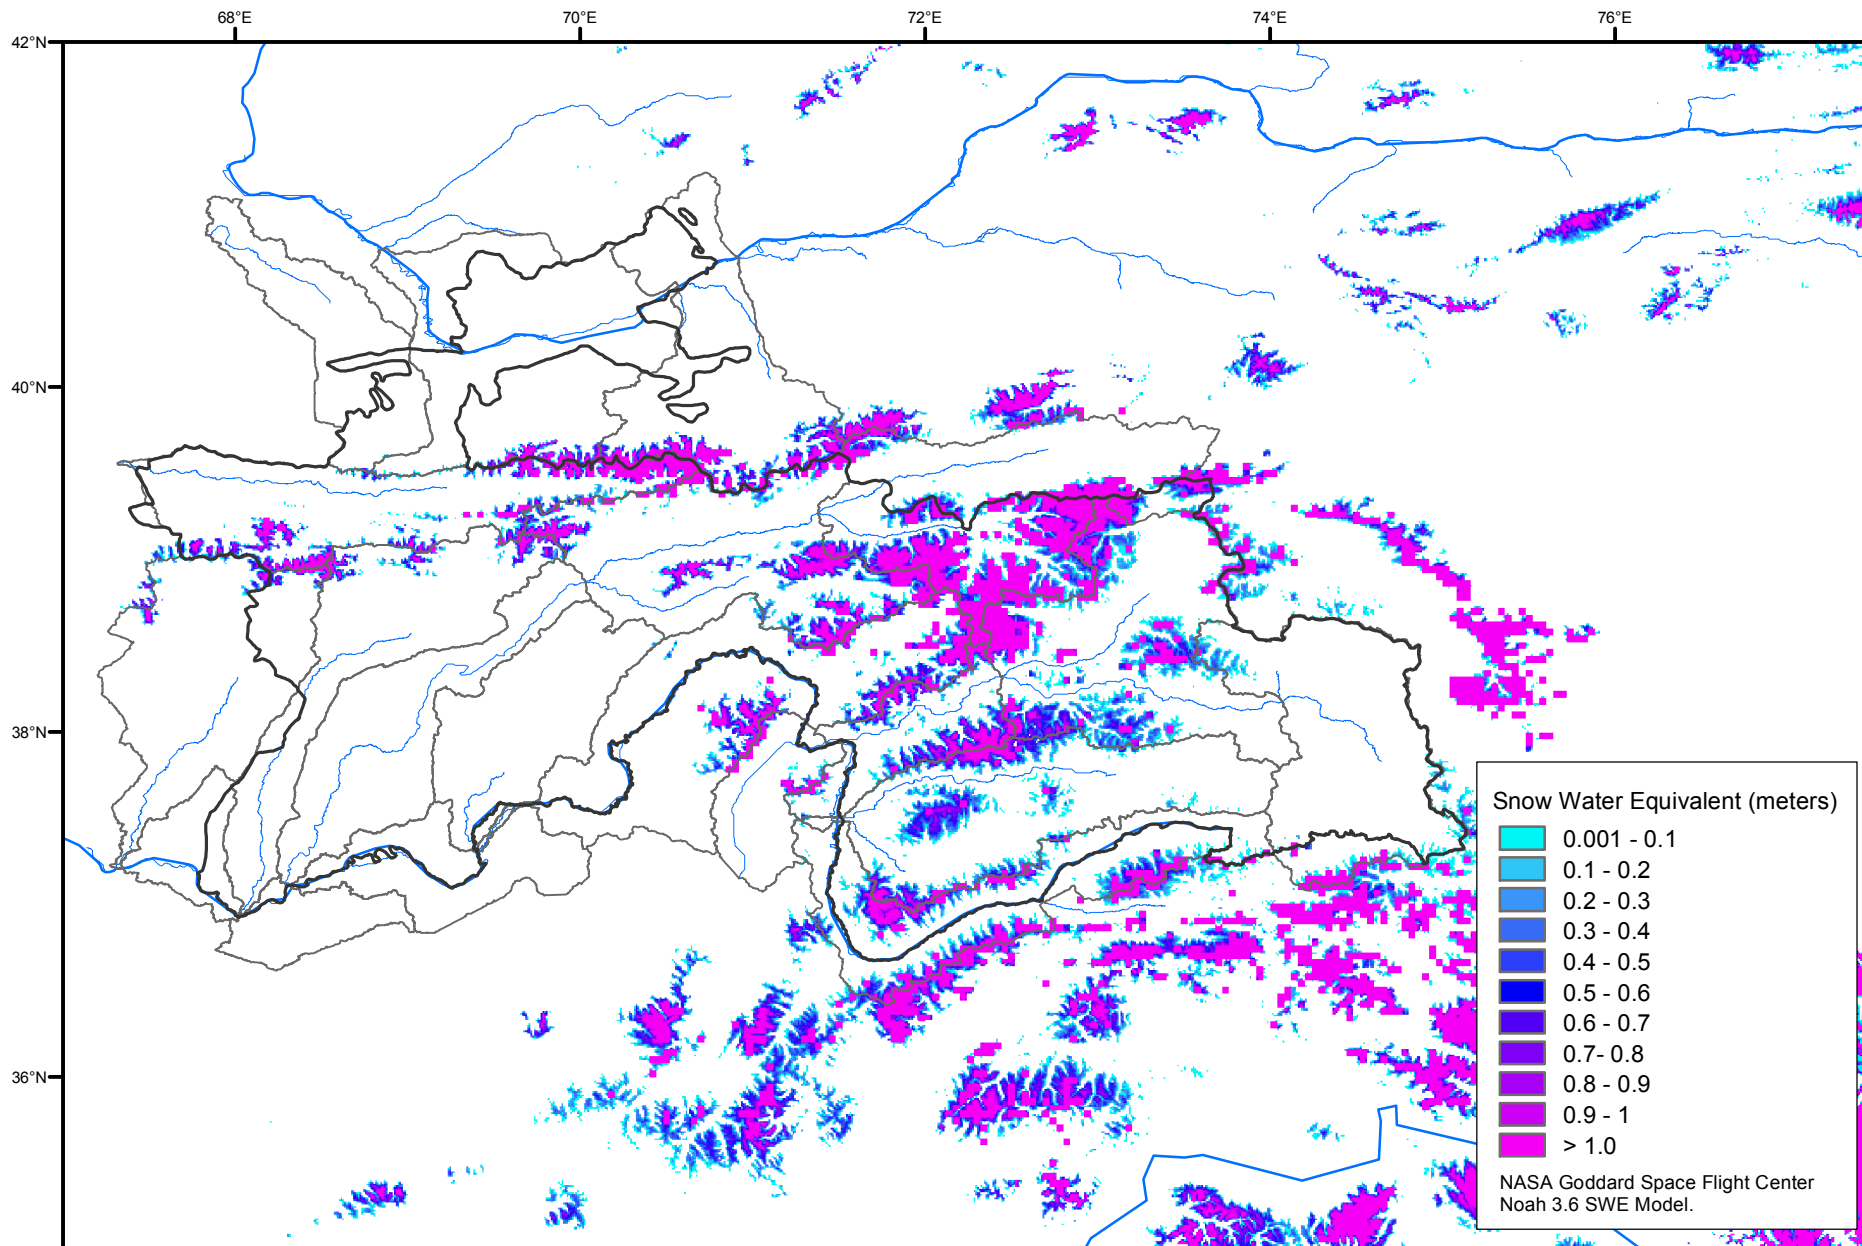 68°E
70°E
72°E
74°E
76°E
42°N
40°N
38°N
36°N
Snow Water Equivalent (meters)
0.001 - 0.1
0.1 - 0.2
0.2 - 0.3
0.3 - 0.4
0.4 - 0.5
0.5 - 0.6
0.6 - 0.7
0.7- 0.8
0.8 - 0.9
0.9 - 1
> 1.0
NASA Goddard Space Flight Center
Noah 3.6 SWE Model.